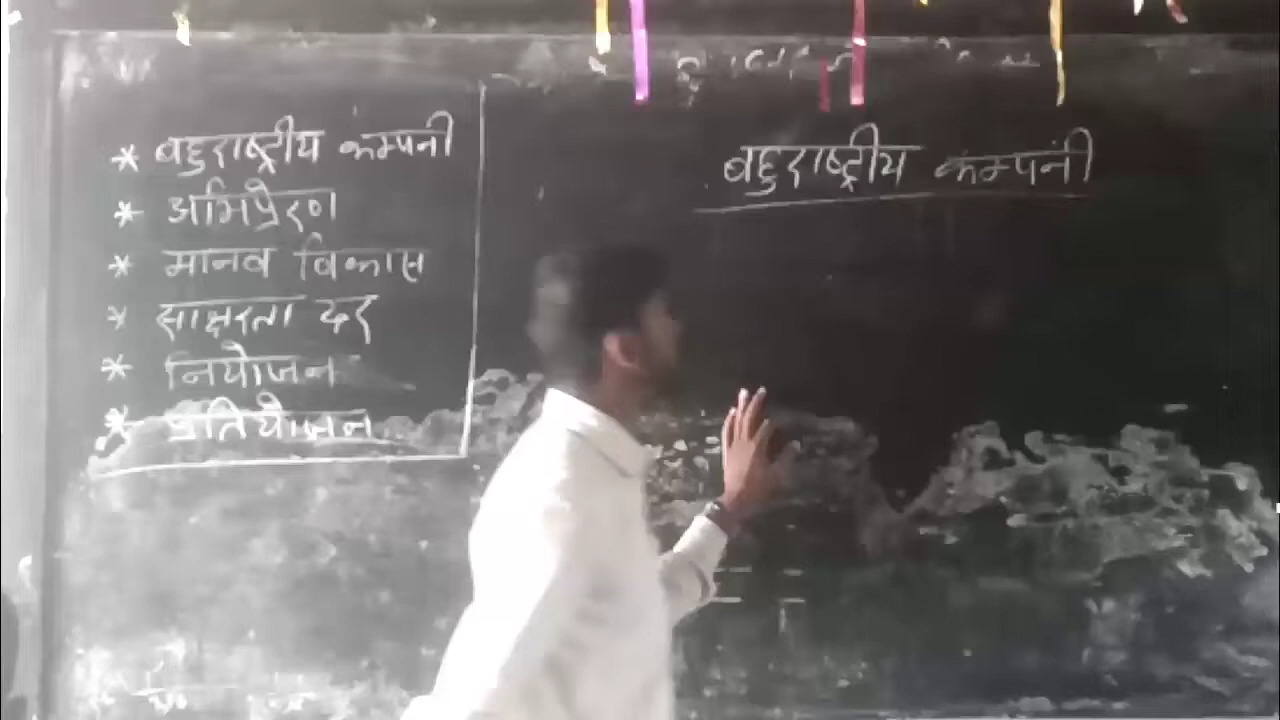 * बहुराष्ट्रीय कम्पनी
* अभिप्रेरण
* मानव विकास
* साक्षरता दर
* नियोजन
* प्रतियोजन
बहुराष्ट्रीय कम्पनी